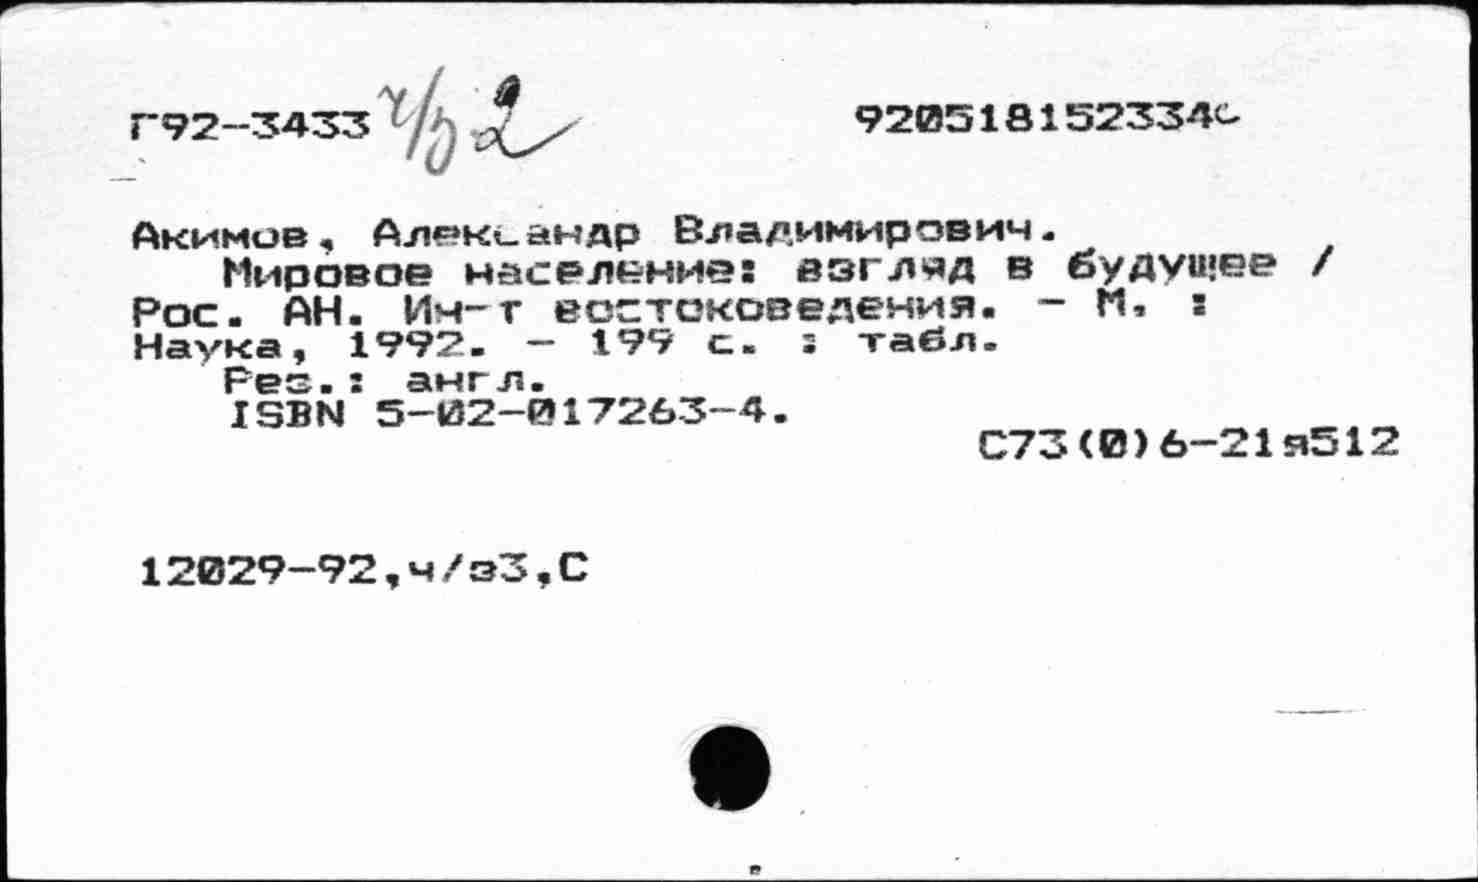 Г92-3433 ч/з 2 920518152334с
Акимов, Александр Владимирович.
Мировое население: взгляд в будущее /
Рос. АН. Ин-т востоковедения. - М. :
Наука, 1992. - 199 с. : табл.
Рез.: англ.
ISBN 5-02-017263-4.
С73(0)6-21я512
12029-92,ч/з3,С